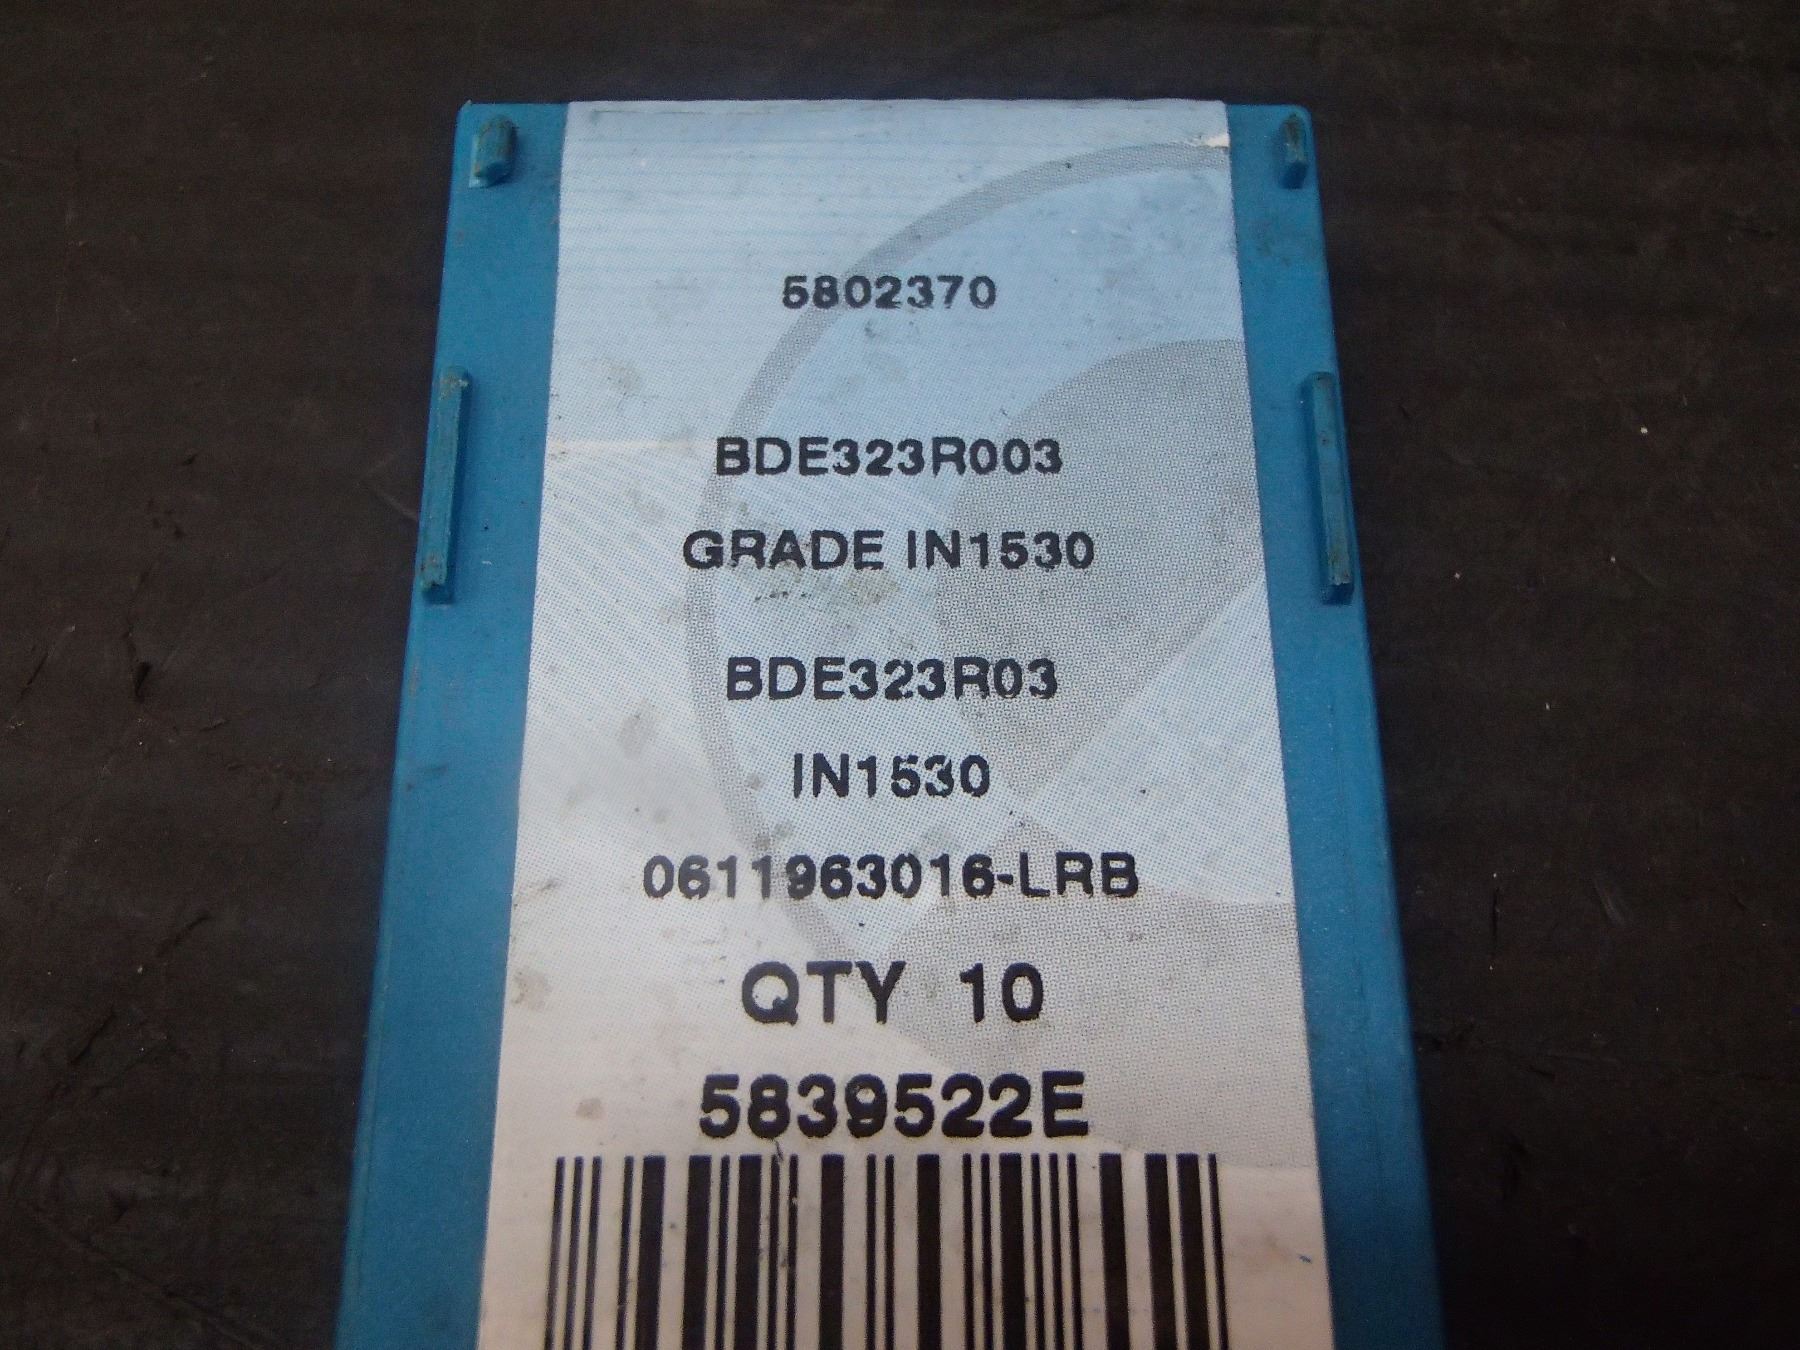 5802370
BDE323R003
GRADE IN1530
BDE323R03
IN1530
0611963016-LRB
QTY 10
5839522E